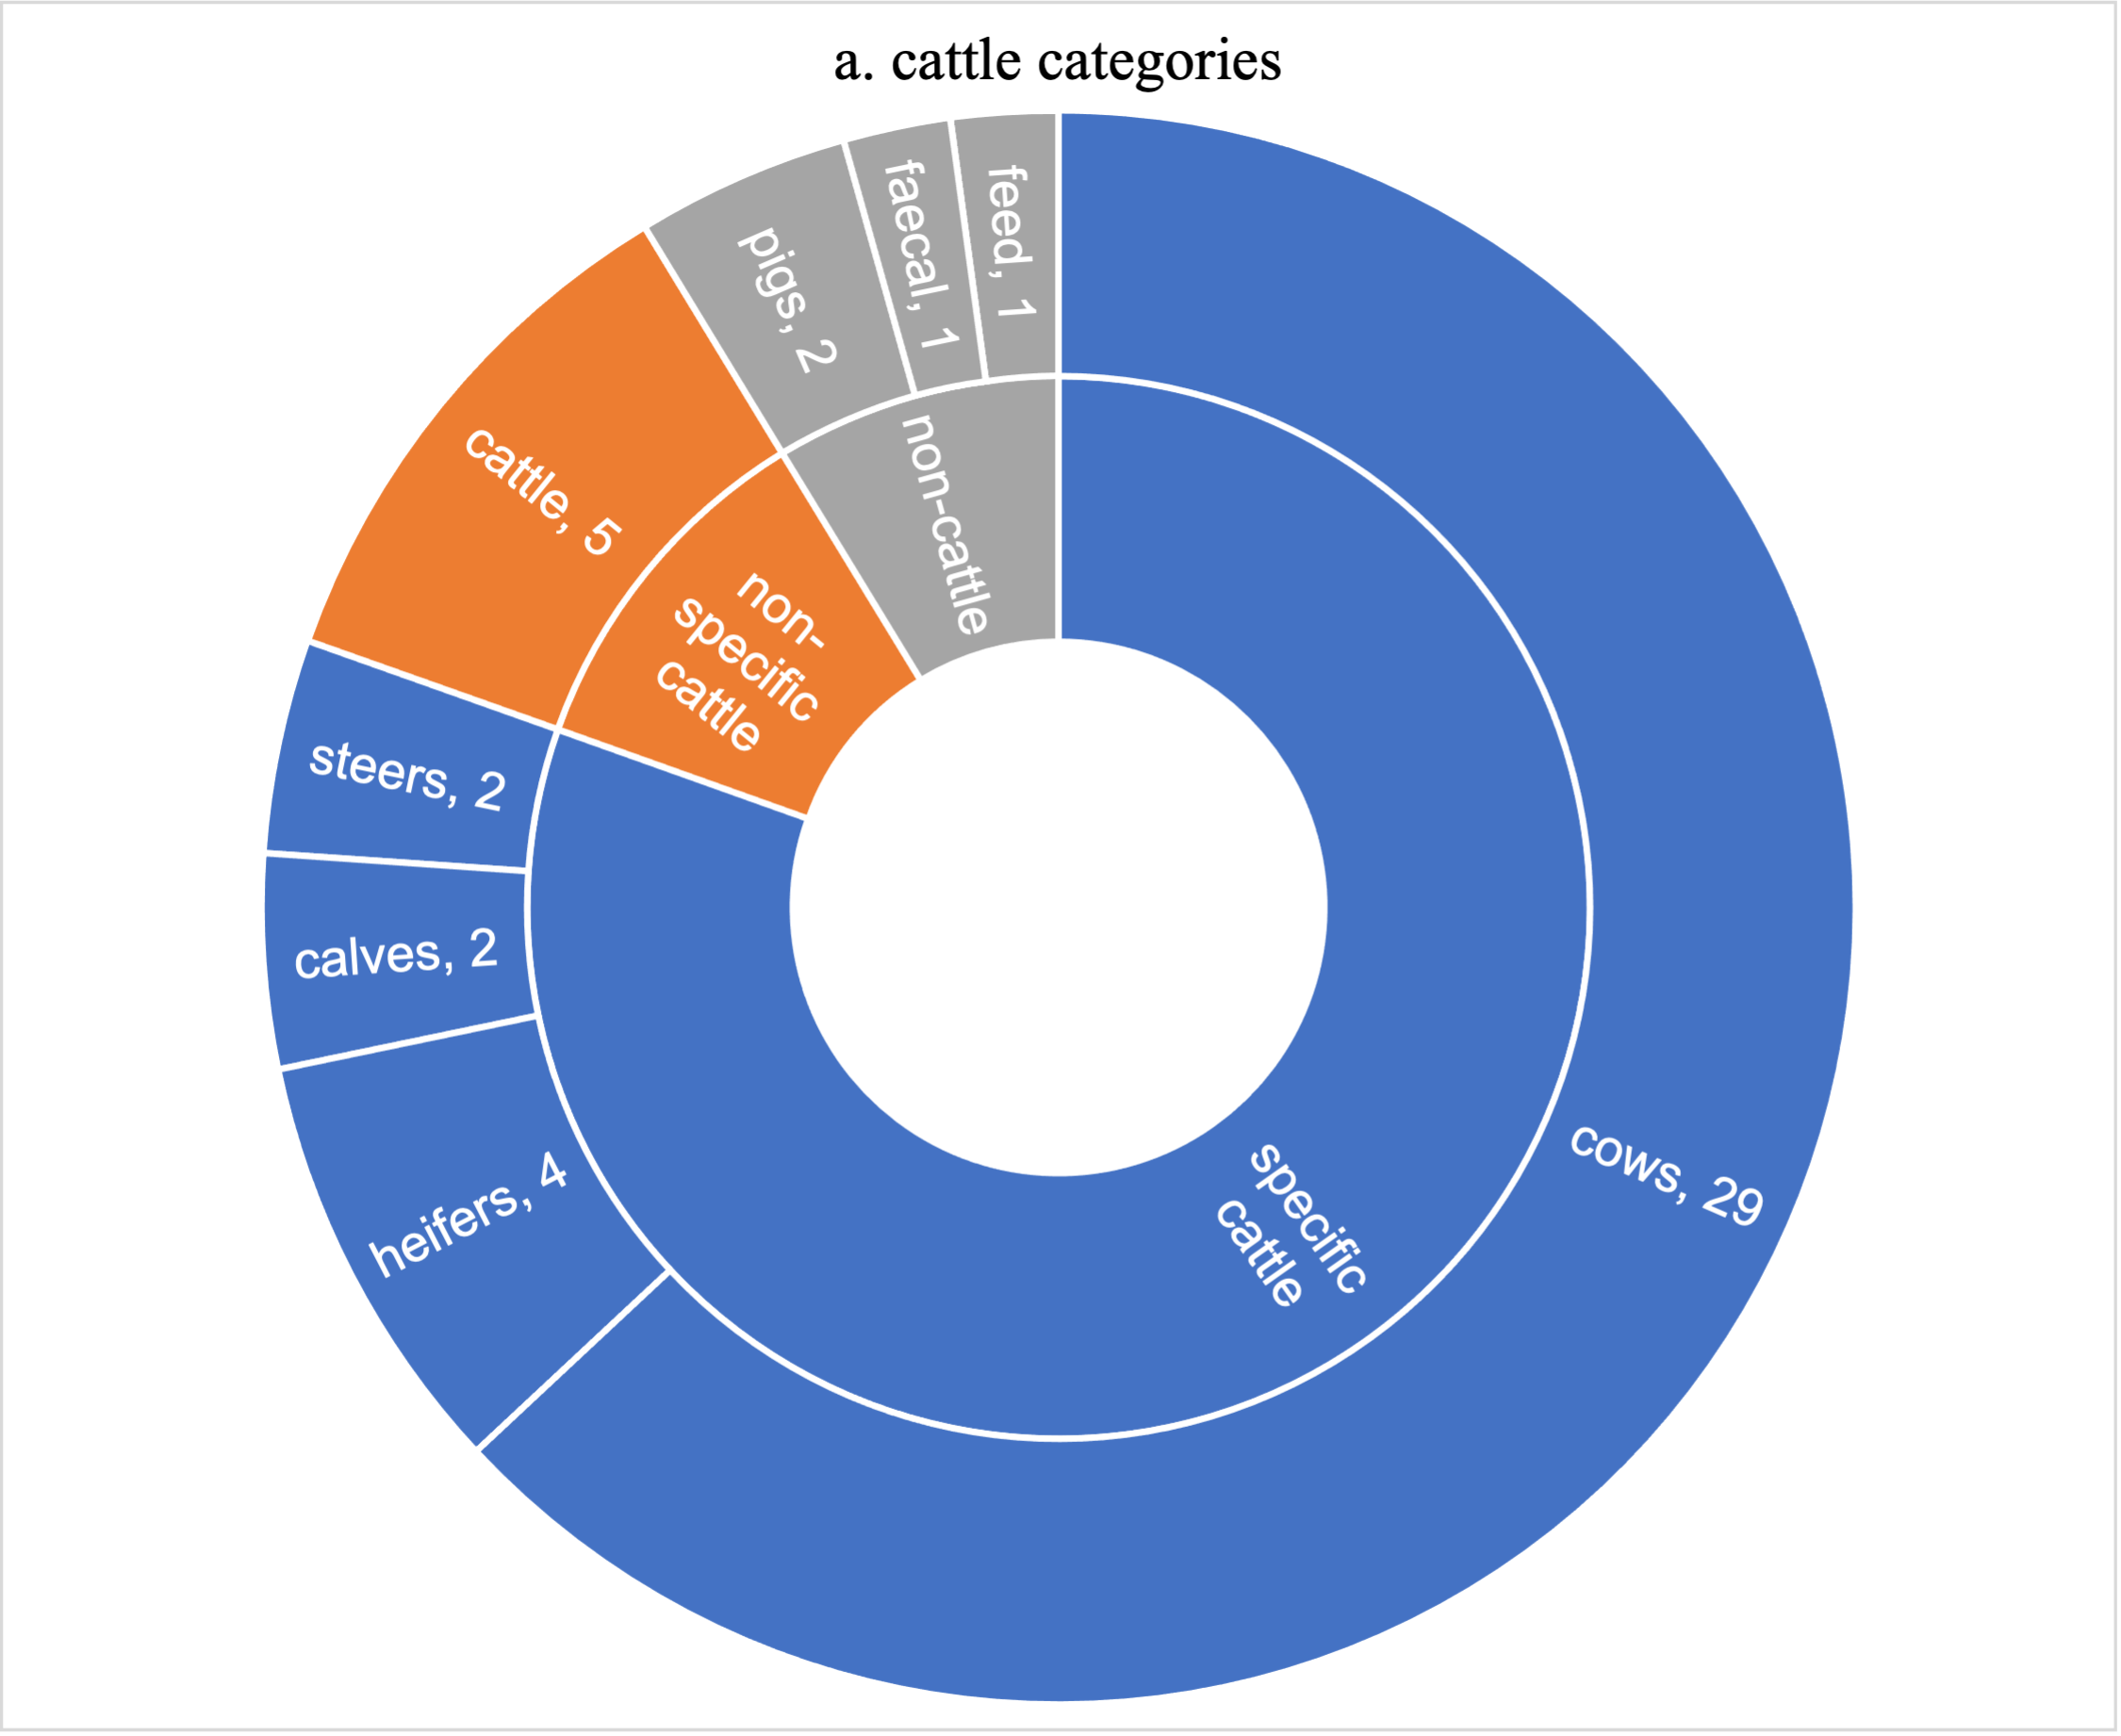 a. cattle categories
feed, 1
faecal, 1
pigs, 2
non-cattle
cattle, 5
non-
specific
cattle
steers, 2
calves, 2
heifers, 4
cows, 29
specific
cattle